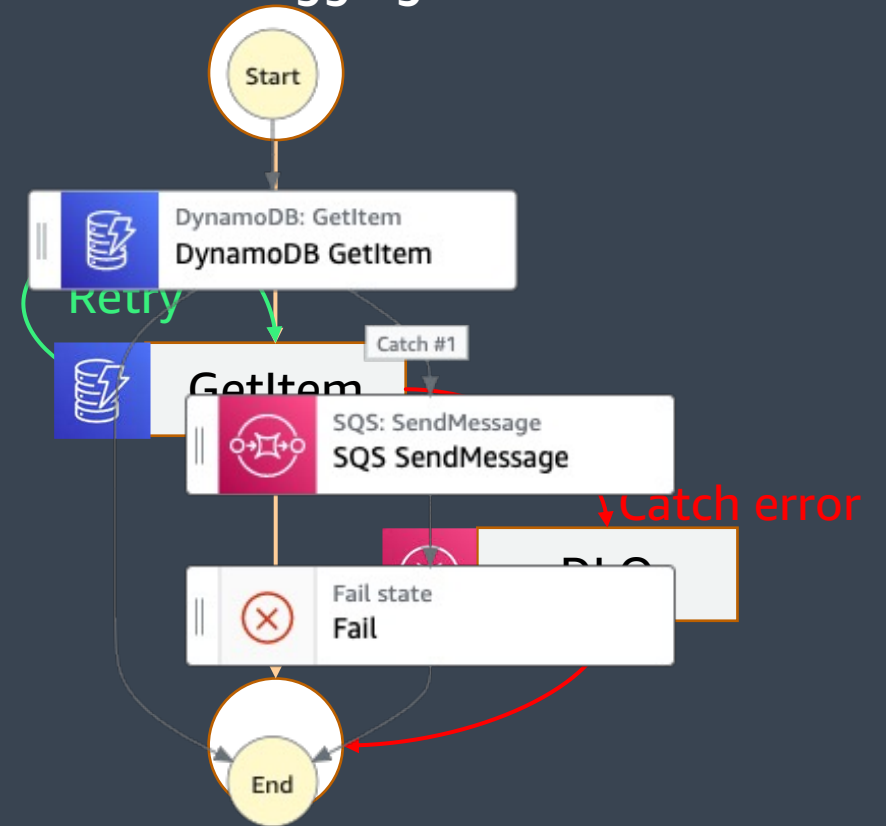 Start
DynamoDB: GetItem
DynamoDB GetItem
Retry
Catch #1
GetItem
SQS: SendMessage
SQS SendMessage
Catch error
DLQ
Fail state
Fail
End